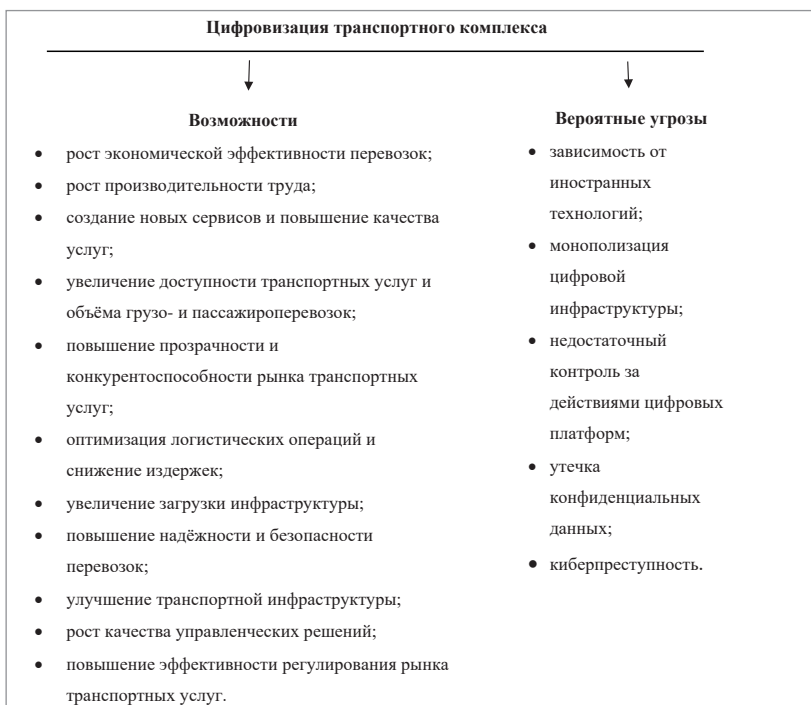 Цифровизация транспортного комплекса
Возможности
• рост экономической эффективности перевозок;
• рост производительности труда;
• создание новых сервисов и повышение качества
услуг;
• увеличение доступности транспортных услуг и
объёма грузо- и пассажироперевозок;
• повышение прозрачности и
конкурентоспособности рынка транспортных
услуг;
• оптимизация логистических операций и
снижение издержек;
• увеличение загрузки инфраструктуры;
• повышение надёжности и безопасности
перевозок;
• улучшение транспортной инфраструктуры;
• рост качества управленческих решений;
• повышение эффективности регулирования рынка
транспортных услуг.
Вероятные угрозы
• зависимость от
иностранных
технологий;
• монополизация
цифровой
инфраструктуры;
• недостаточный
контроль за
действиями цифровых
платформ;
• утечка
конфиденциальных
данных;
• киберпреступность.